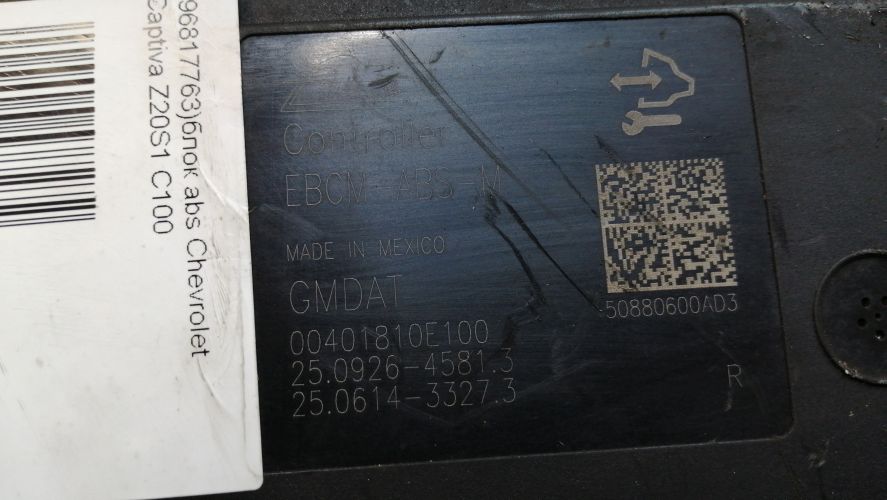 96817763)блок abs Chevrolet
Captiva Z20S1 C100
Controller
EBCM-ABS-M
MADE IN MEXICO
GMDAT
00401810E100
25.0926-4581.3
25.0614-3327.3
50880600AD3
R